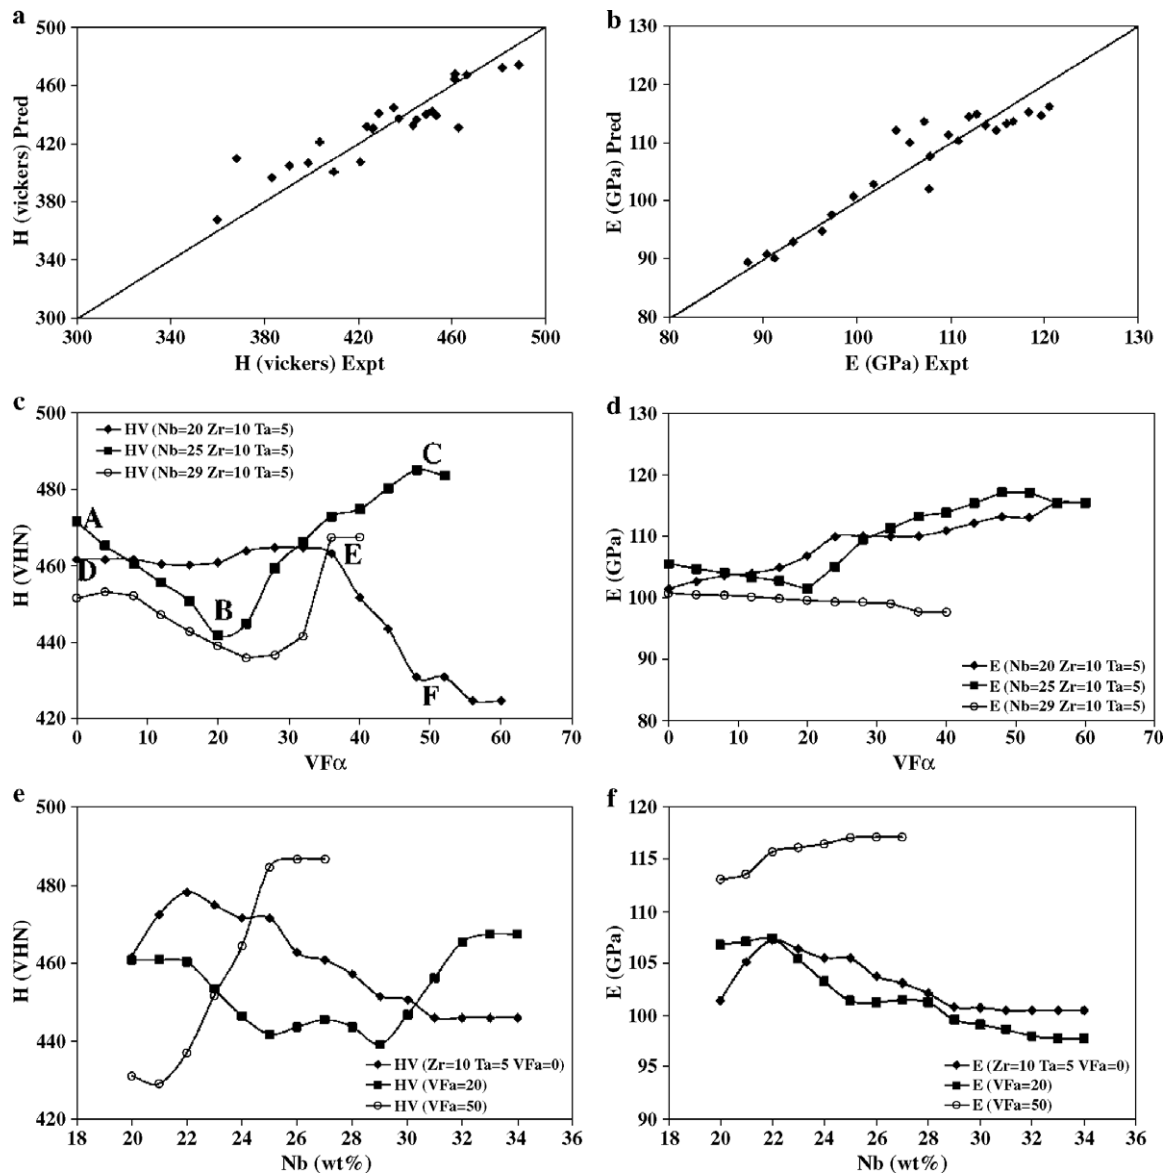 a
500
460
420
380
340
300
H (vickers) Pred
300 340 380 420 460 500
H (vickers) Expt
b
130
120
110
100
90
80
E (GPa) Pred
80 90 100 110 120 130
E (GPa) Expt
c
500
480
460
440
420
H (VHN)
HV (Nb=20 Zr=10 Ta=5)
HV (Nb=25 Zr=10 Ta=5)
HV (Nb=29 Zr=10 Ta=5)
A
B
C
D
E
F
0 10 20 30 40 50 60 70
VFα
d
120
110
100
90
80
E (GPa)
E (Nb=20 Zr=10 Ta=5)
E (Nb=25 Zr=10 Ta=5)
E (Nb=29 Zr=10 Ta=5)
0 10 20 30 40 50 60 70
VFα
e
500
480
460
440
420
H (VHN)
HV (Zr=10 Ta=5 VFa=0)
HV (VFa=20)
HV (VFa=50)
18 20 22 24 26 28 30 32 34 36
Nb (wt%)
f
120
115
110
105
100
95
90
E (GPa)
E (Zr=10 Ta=5 VFa=0)
E (VFa=20)
E (VFa=50)
18 20 22 24 26 28 30 32 34 36
Nb (wt%)